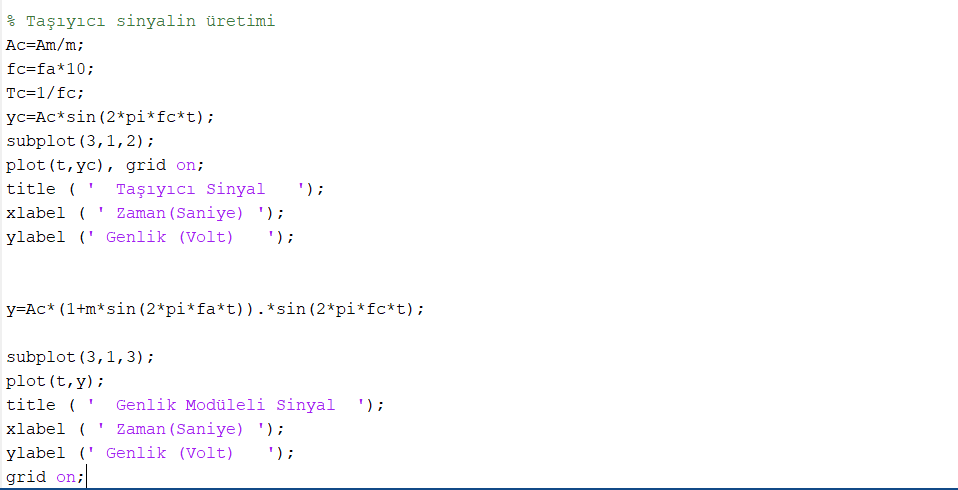 % Taşıyıcı sinyalin üretimi
Ac=Am/m;
fc=fa*10;
Tc=1/fc;
yc=Ac*sin(2*pi*fc*t);
subplot(3,1,2);
plot(t,yc), grid on;
title ( '  Taşıyıcı Sinyal   ');
xlabel ( ' Zaman(Saniye) ');
ylabel (' Genlik (Volt)   ');
y=Ac*(1+m*sin(2*pi*fa*t)).*sin(2*pi*fc*t);
subplot(3,1,3);
plot(t,y);
title ( '  Genlik Modüleli Sinyal  ');
xlabel ( ' Zaman(Saniye) ');
ylabel (' Genlik (Volt)   ');
grid on;